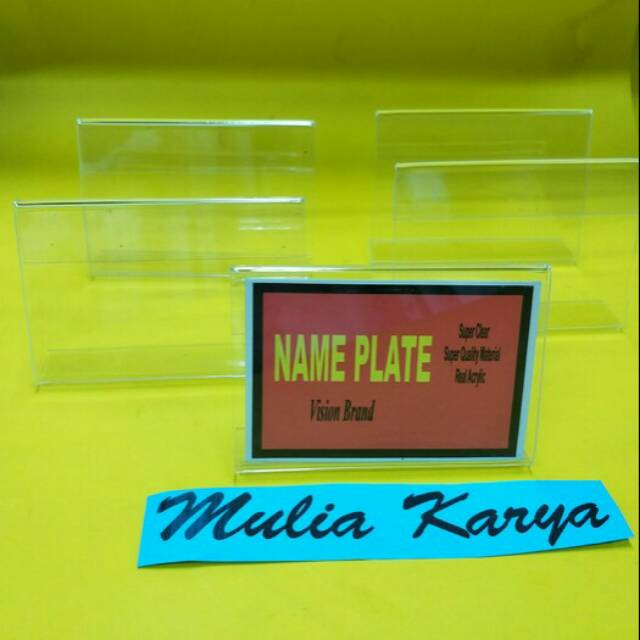 NAME PLATE
Super Clear
Super Quality Material
Real Acrylic
Vision Brand
Mulia Karya